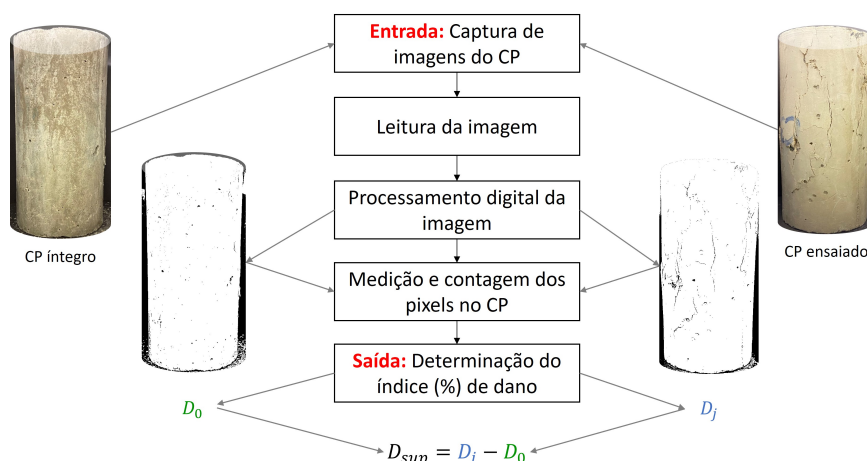 Entrada: Captura de
imagens do CP
Leitura da imagem
Processamento digital da
imagem
CP íntegro
CP ensaiado
Medição e contagem dos
pixels no CP
Saída: Determinação do
índice (%) de dano
D₀
Dⱼ
Dₛᵤₚ = Dⱼ − D₀